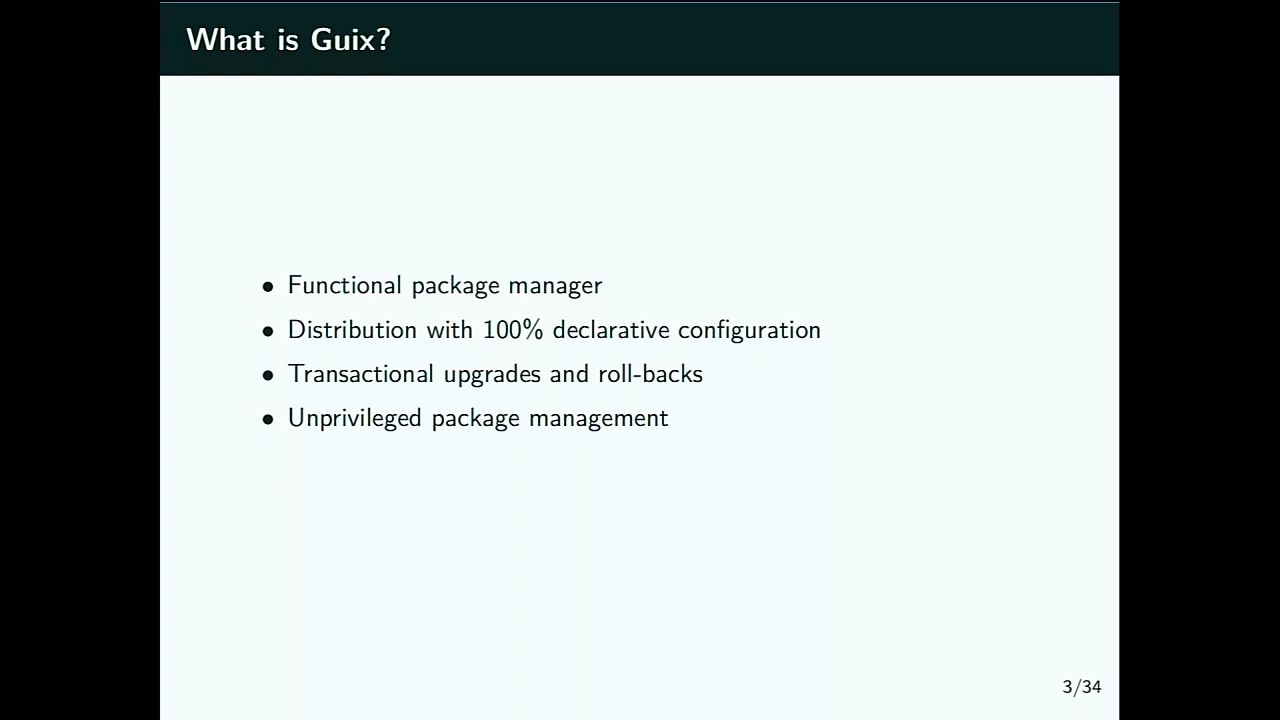 What is Guix?
• Functional package manager
• Distribution with 100% declarative configuration
• Transactional upgrades and roll-backs
• Unprivileged package management
3/34